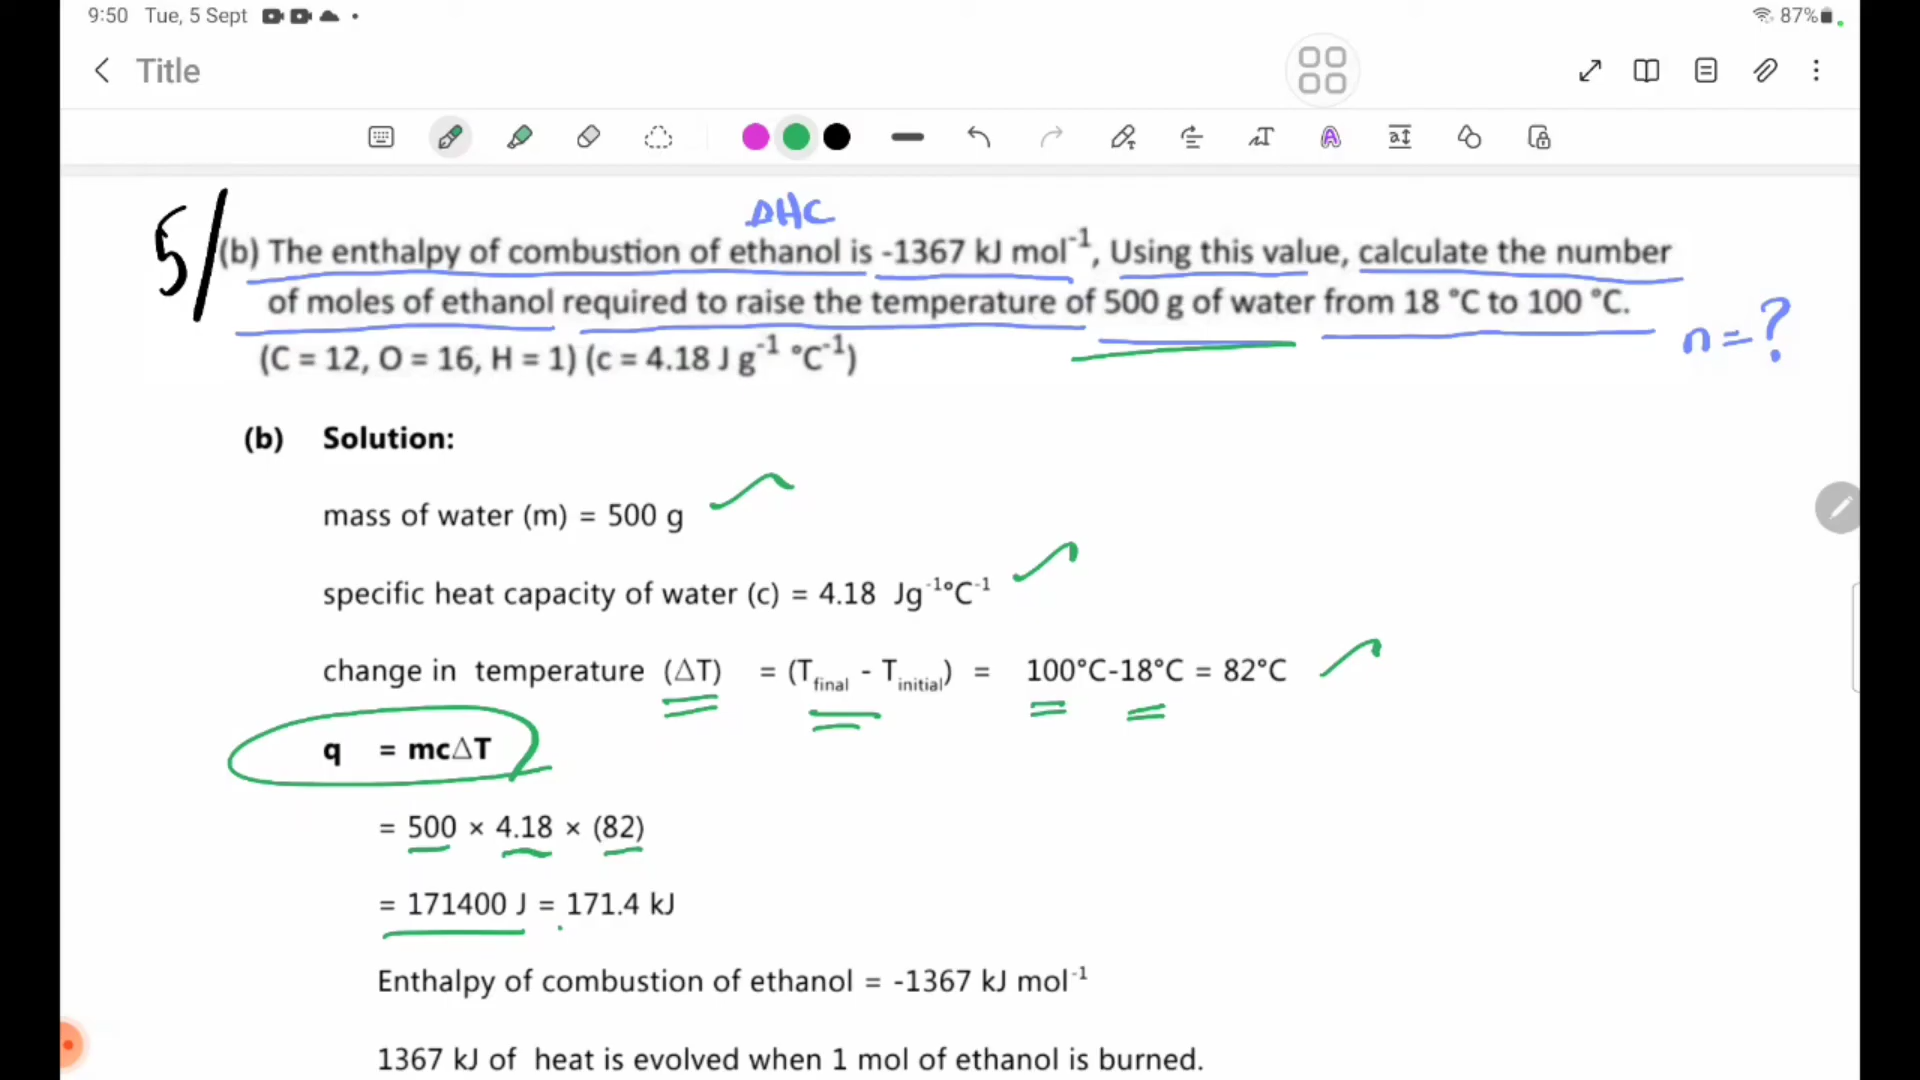 9:50 Tue, 5 Sept 87%
Title
ΔHC
5/
(b) The enthalpy of combustion of ethanol is -1367 kJ mol⁻¹, Using this value, calculate the number
of moles of ethanol required to raise the temperature of 500 g of water from 18 °C to 100 °C.
n = ?
(C = 12, O = 16, H = 1) (c = 4.18 J g⁻¹ °C⁻¹)
(b) Solution:
mass of water (m) = 500 g
specific heat capacity of water (c) = 4.18 Jg⁻¹°C⁻¹
change in temperature (ΔT) = (T_final - T_initial) = 100°C-18°C = 82°C
q = mcΔT
= 500 × 4.18 × (82)
= 171400 J = 171.4 kJ
Enthalpy of combustion of ethanol = -1367 kJ mol⁻¹
1367 kJ of heat is evolved when 1 mol of ethanol is burned.